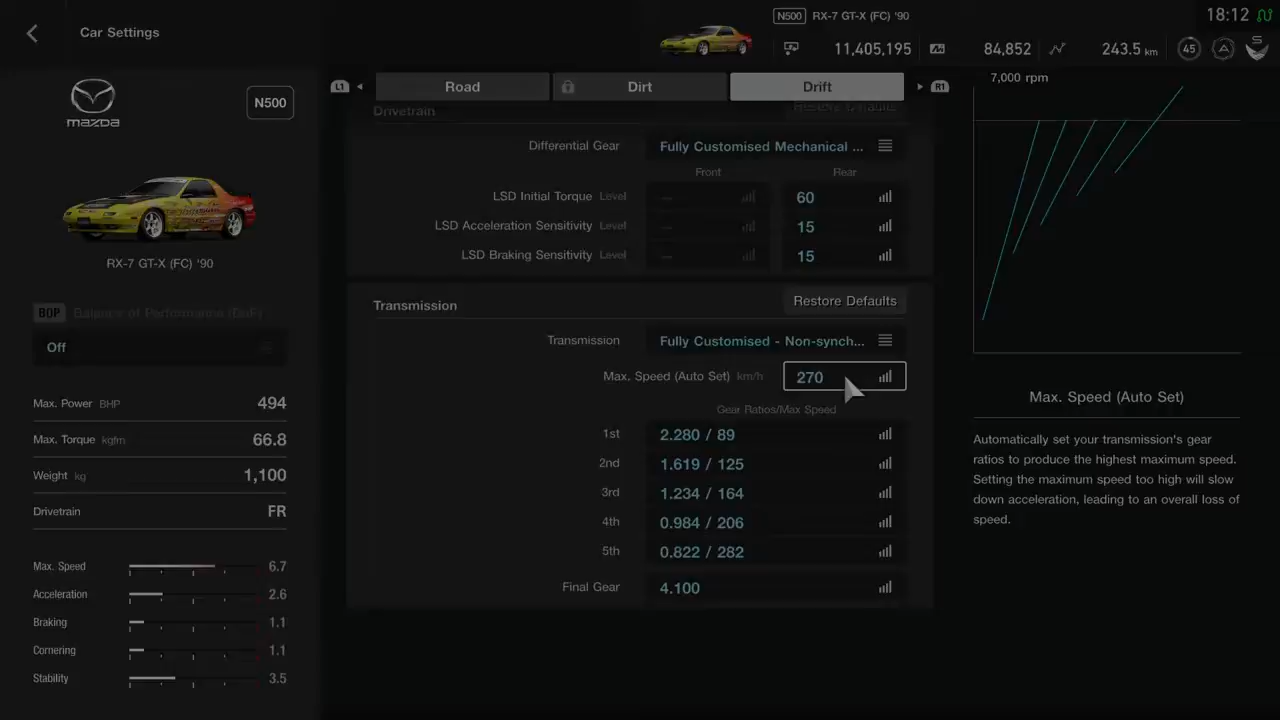 Car Settings
N500 RX-7 GT-X (FC) '90
11,405,195
84,852
243.5 km
45
S
18:12
mazda
N500
RX-7 GT-X (FC) '90
BOP Balance of Performance (BoP)
Off
Max. Power BHP 494
Max. Torque kgfm 66.8
Weight kg 1,100
Drivetrain FR
Max. Speed 6.7
Acceleration 2.6
Braking 1.1
Cornering 1.1
Stability 3.5
L1 Road Dirt Drift R1
Drivetrain Restore Defaults
Differential Gear Fully Customised Mechanical ...
Front Rear
LSD Initial Torque Level -- 60
LSD Acceleration Sensitivity Level -- 15
LSD Braking Sensitivity Level -- 15
Transmission Restore Defaults
Transmission Fully Customised - Non-synch...
Max. Speed (Auto Set) km/h 270
Gear Ratios/Max Speed
1st 2.280 / 89
2nd 1.619 / 125
3rd 1.234 / 164
4th 0.984 / 206
5th 0.822 / 282
Final Gear 4.100
7,000 rpm
Max. Speed (Auto Set)
Automatically set your transmission's gear
ratios to produce the highest maximum speed.
Setting the maximum speed too high will slow
down acceleration, leading to an overall loss of
speed.